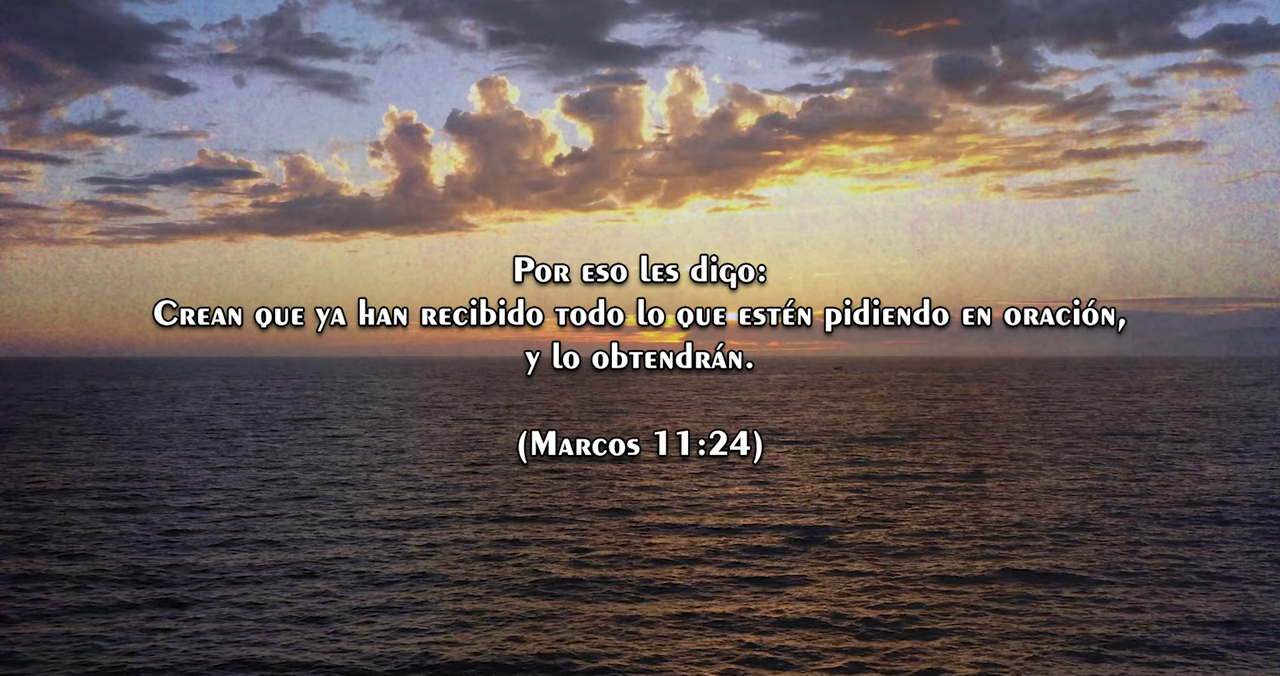 Por eso les digo:
Crean que ya han recibido todo lo que estén pidiendo en oración,
y lo obtendrán.
(Marcos 11:24)